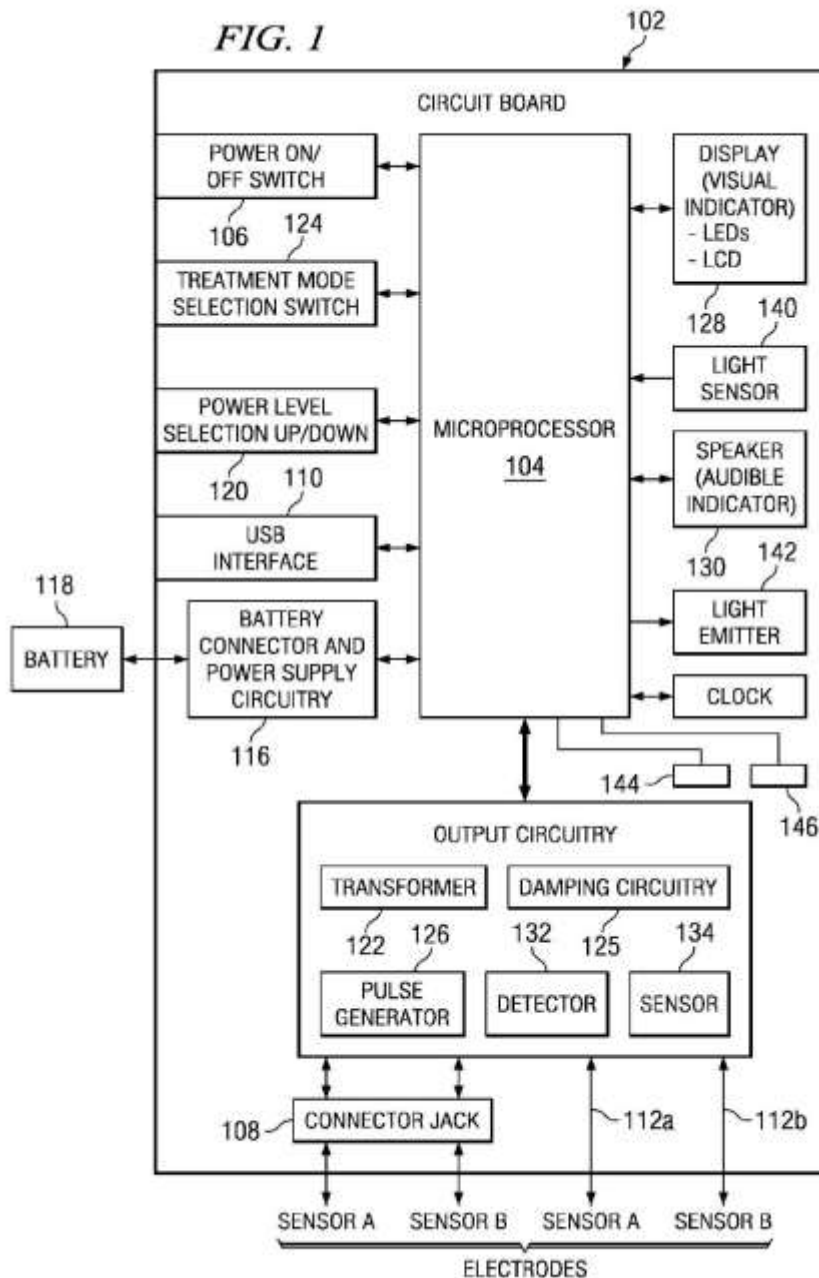 FIG. 1
102
CIRCUIT BOARD
POWER ON/
OFF SWITCH
106
124
TREATMENT MODE
SELECTION SWITCH
POWER LEVEL
SELECTION UP/DOWN
120
110
USB
INTERFACE
118
BATTERY
BATTERY
CONNECTOR AND
POWER SUPPLY
CIRCUITRY
116
MICROPROCESSOR
104
DISPLAY
(VISUAL
INDICATOR)
- LEDs
- LCD
128
140
LIGHT
SENSOR
SPEAKER
(AUDIBLE
INDICATOR)
130
142
LIGHT
EMITTER
CLOCK
144
146
OUTPUT CIRCUITRY
TRANSFORMER
DAMPING CIRCUITRY
122
126
132
125
134
PULSE
GENERATOR
DETECTOR
SENSOR
108
CONNECTOR JACK
112a
112b
SENSOR A
SENSOR B
SENSOR A
SENSOR B
ELECTRODES